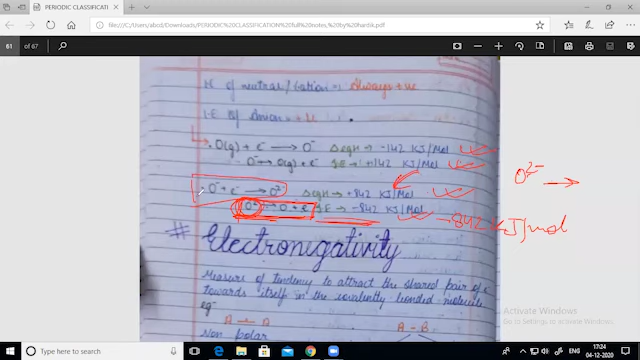 PERIODIC CLASSIFICATION full n
file:///C:/Users/abcd/PERIODIC%20CLASSIFICATION%20full%20notes,%20by%20hardik.pdf
61 of 67
IE of neutral / Cation = Always +ve
I.E of Anion = +ve
O(g) + e⁻ → O⁻ ΔegH = -142 KJ/Mol
O⁻ → O(g) + e⁻ IE = +142 KJ/Mol
O⁻ + e⁻ → O²⁻ ΔegH → +842 KJ/Mol
O²⁻ → O⁻ + e IE → -842 KJ/Mol
O²⁻ →
-842 KJ/mol
# Electronegativity
Measure of tendency to attract the shared pair of e⁻
towards itself in the covalently bonded molecule
eg-
A - A
A - B
Non polar
Activate Windows
Go to Settings to activate Windows.
Type here to search
ENG
17:24
04-12-2020